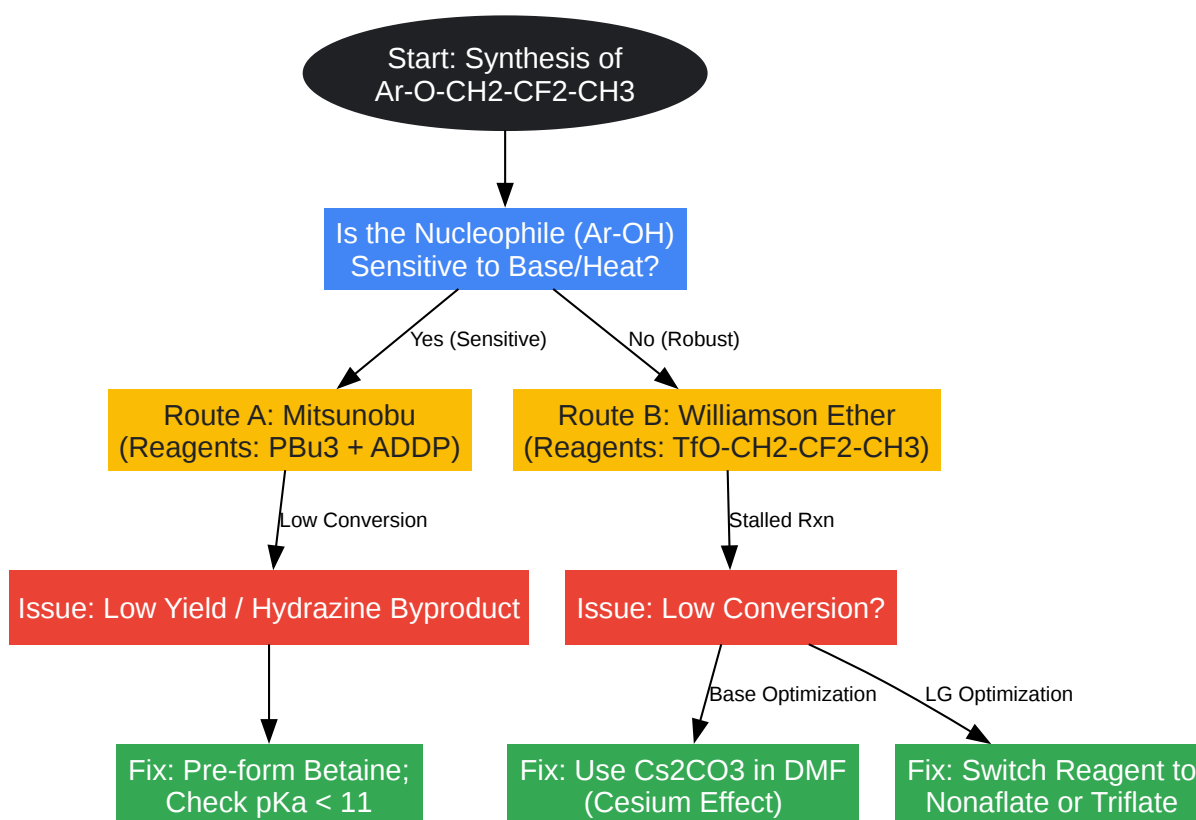 Start: Synthesis of
Ar-O-CH2-CF2-CH3
Is the Nucleophile (Ar-OH)
Sensitive to Base/Heat?
Yes (Sensitive)
No (Robust)
Route A: Mitsunobu
(Reagents: PBu3 + ADDP)
Route B: Williamson Ether
(Reagents: TfO-CH2-CF2-CH3)
Low Conversion
Stalled Rxn
Issue: Low Yield / Hydrazine Byproduct
Issue: Low Conversion?
Base Optimization
LG Optimization
Fix: Pre-form Betaine;
Check pKa < 11
Fix: Use Cs2CO3 in DMF
(Cesium Effect)
Fix: Switch Reagent to
Nonaflate or Triflate